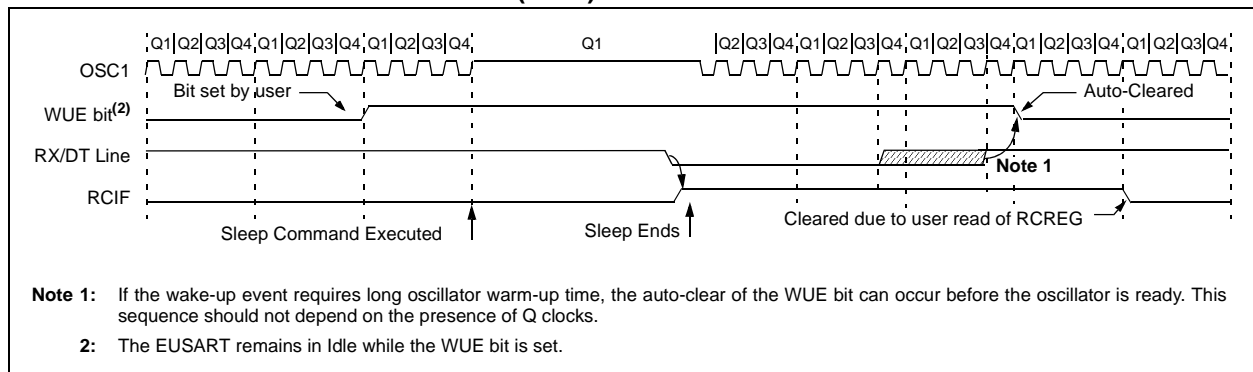 Q1 Q2 Q3 Q4 Q1 Q2 Q3 Q4 Q1 Q2 Q3 Q4 Q1 Q2 Q3 Q4 Q1 Q2 Q3 Q4 Q1 Q2 Q3 Q4 Q1 Q2 Q3 Q4 Q1 Q2 Q3 Q4
OSC1
Bit set by user
Auto-Cleared
WUE bit(2)
RX/DT Line
Note 1
RCIF
Cleared due to user read of RCREG
Sleep Command Executed
Sleep Ends
Note 1: If the wake-up event requires long oscillator warm-up time, the auto-clear of the WUE bit can occur before the oscillator is ready. This
sequence should not depend on the presence of Q clocks.
2: The EUSART remains in Idle while the WUE bit is set.